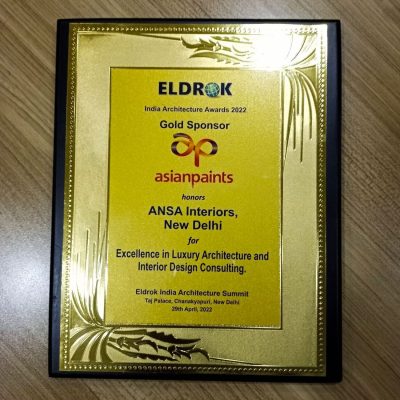 ELDROK
India Architecture Awards 2022
Gold Sponsor
ap
asianpaints
honors
ANSA Interiors,
New Delhi
for
Excellence in Luxury Architecture and
Interior Design Consulting.
Eldrok India Architecture Summit
Taj Palace, Chanakyapuri, New Delhi
29th April, 2022